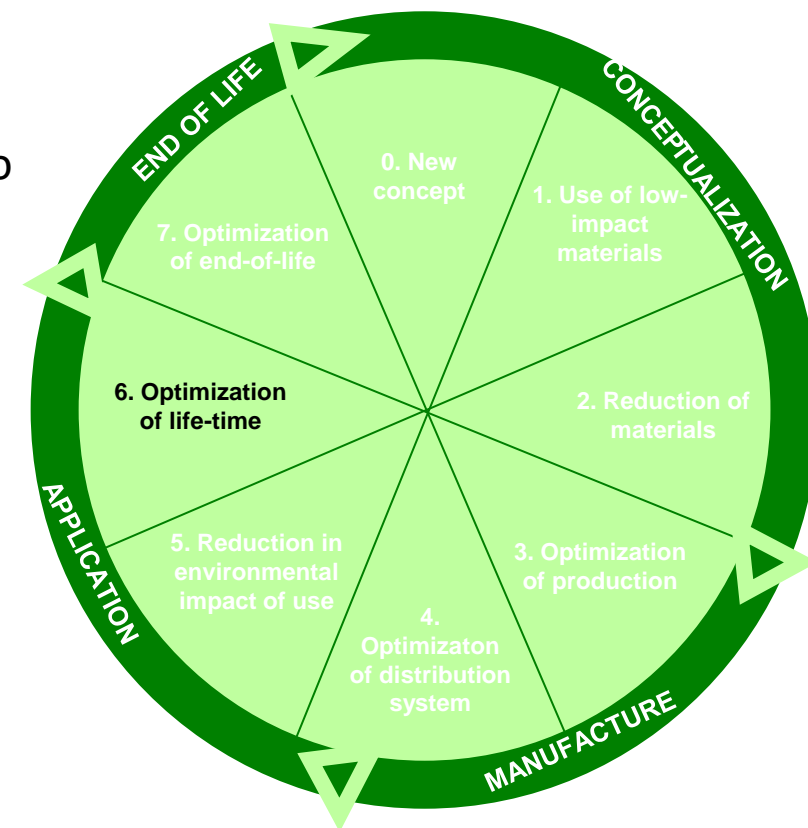 END OF LIFE
CONCEPTUALIZATION
0. New
concept
1. Use of low-
impact
materials
7. Optimization
of end-of-life
6. Optimization
of life-time
2. Reduction of
materials
5. Reduction in
environmental
impact of use
3. Optimization
of production
4.
Optimizaton
of distribution
system
APPLICATION
MANUFACTURE